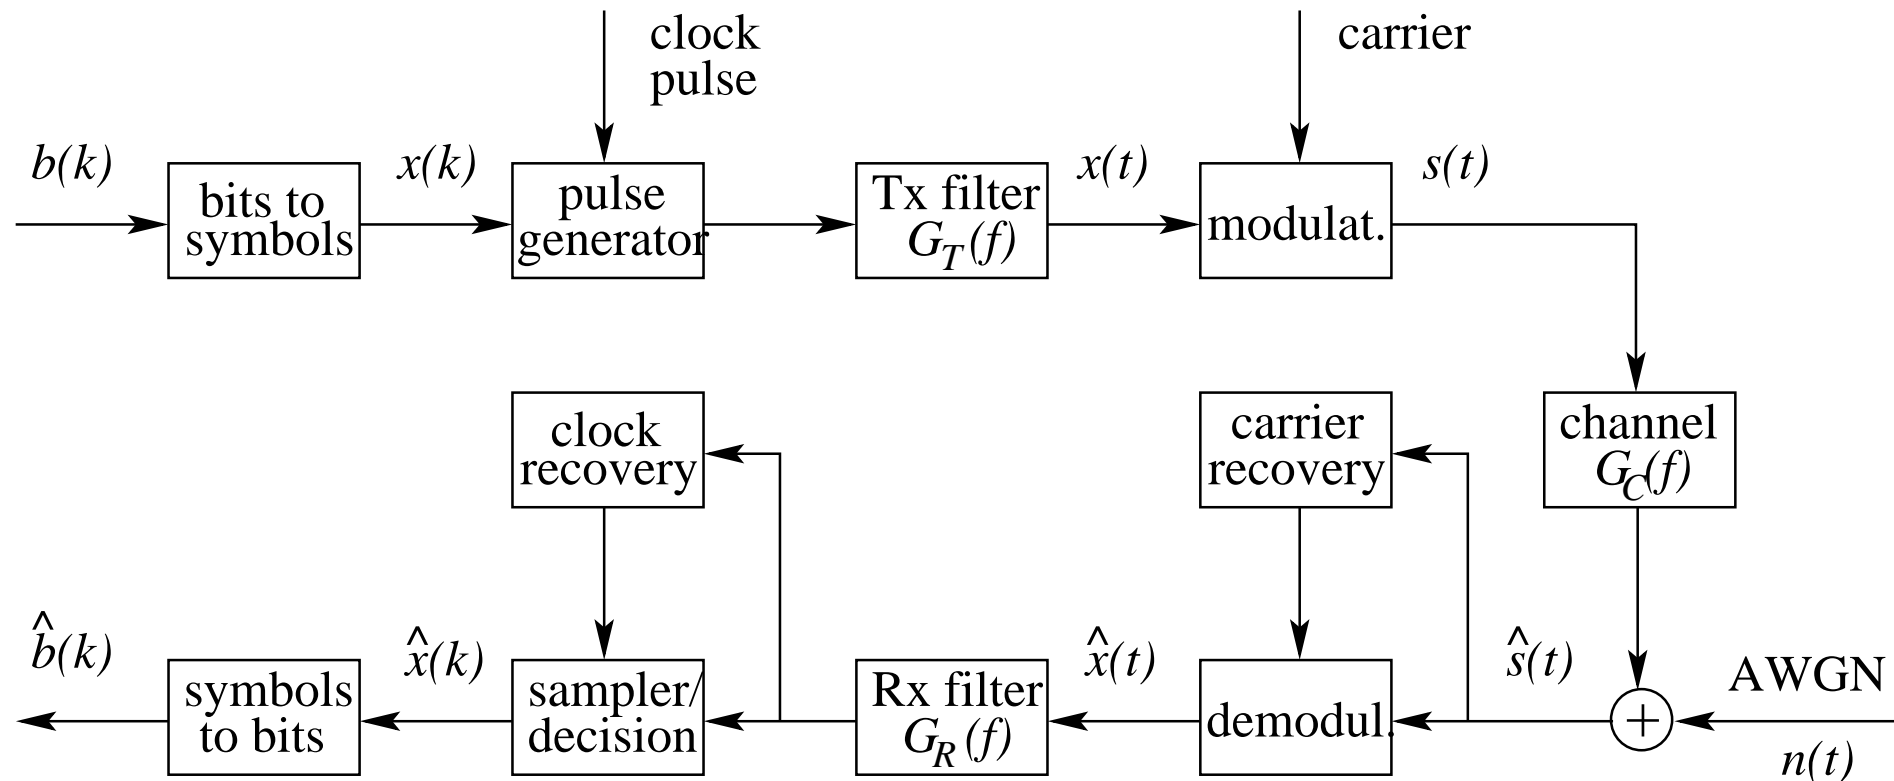 clock
pulse
carrier
b(k)
bits to
symbols
x(k)
pulse
generator
Tx filter
G_T(f)
x(t)
modulat.
s(t)
clock
recovery
carrier
recovery
channel
G_C(f)
b̂(k)
symbols
to bits
x̂(k)
sampler/
decision
Rx filter
G_R(f)
x̂(t)
demodul.
ŝ(t)
+
AWGN
n(t)